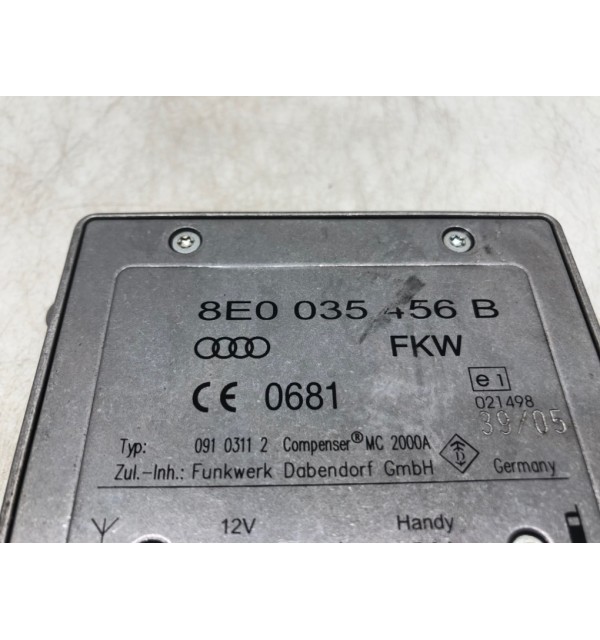 8E0 035 456 B
FKW
CE 0681
e1
021498
39/05
Typ: 091 0311 2 Compenser® MC 2000A
D
Zul.-Inh.: Funkwerk Dabendorf GmbH Germany
12V Handy